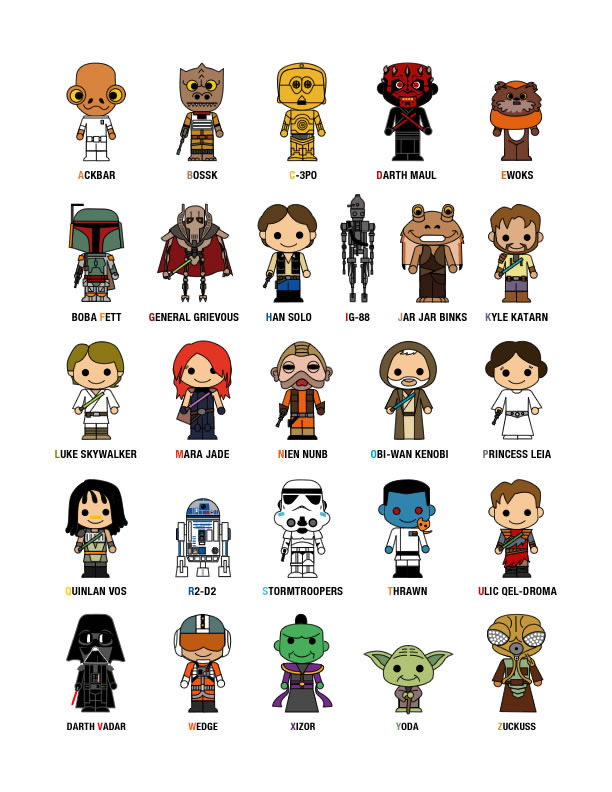 ACKBAR
BOSSK
C-3PO
DARTH MAUL
EWOKS
BOBA FETT
GENERAL GRIEVOUS
HAN SOLO
IG-88
JAR JAR BINKS
KYLE KATARN
LUKE SKYWALKER
MARA JADE
NIEN NUNB
OBI-WAN KENOBI
PRINCESS LEIA
QUINLAN VOS
R2-D2
STORMTROOPERS
THRAWN
ULIC QEL-DROMA
DARTH VADAR
WEDGE
XIZOR
YODA
ZUCKUSS